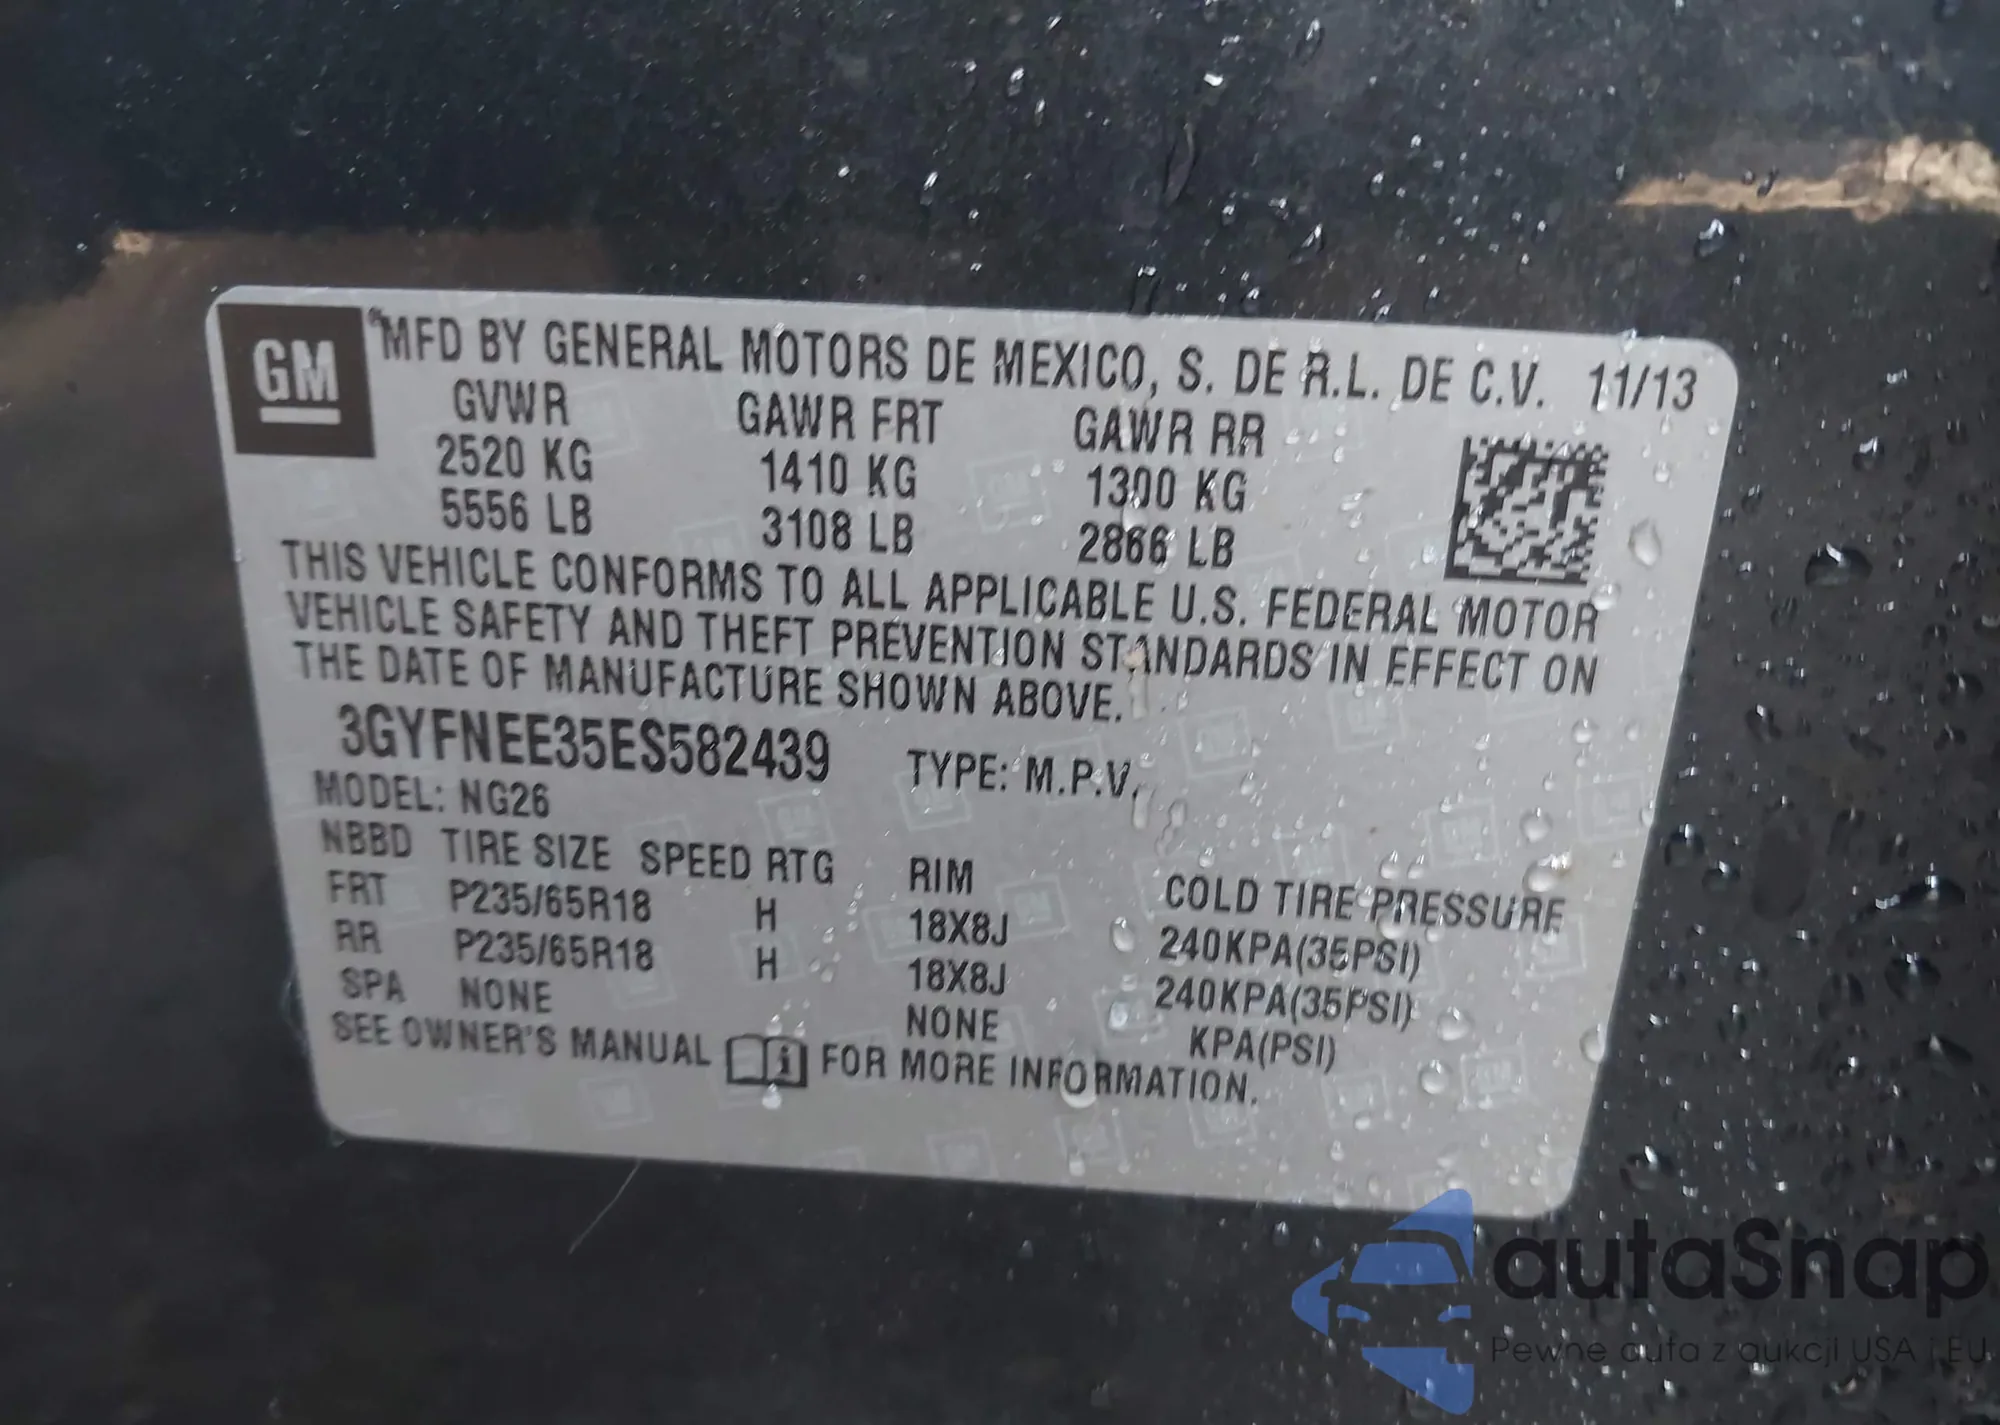 GM
®MFD BY GENERAL MOTORS DE MEXICO, S. DE R.L. DE C.V. 11/13
GVWR GAWR FRT GAWR RR
2520 KG 1410 KG 1300 KG
5556 LB 3108 LB 2866 LB
THIS VEHICLE CONFORMS TO ALL APPLICABLE U.S. FEDERAL MOTOR
VEHICLE SAFETY AND THEFT PREVENTION STANDARDS IN EFFECT ON
THE DATE OF MANUFACTURE SHOWN ABOVE.
3GYFNEE35ES582439 TYPE: M.P.V.
MODEL: NG26
NBBD TIRE SIZE SPEED RTG RIM COLD TIRE PRESSURE
FRT P235/65R18 H 18X8J 240KPA(35PSI)
RR P235/65R18 H 18X8J 240KPA(35PSI)
SPA NONE NONE KPA(PSI)
SEE OWNER'S MANUAL FOR MORE INFORMATION.
autaSnap
Pewne auta z aukcji USA i EU